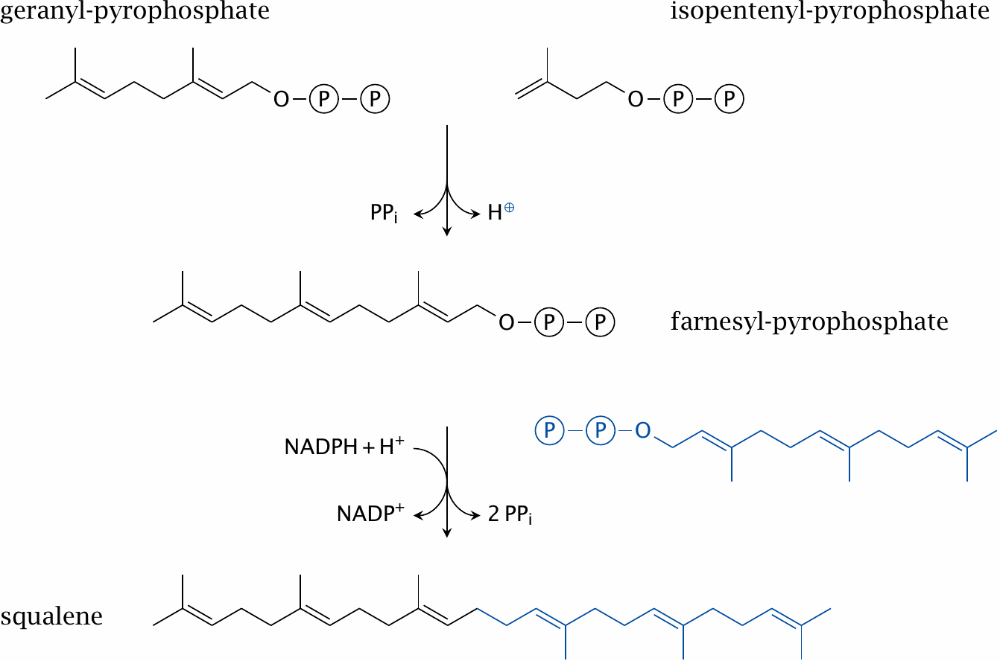 geranyl-pyrophosphate isopentenyl-pyrophosphate
O P P O P P
PPi H⊕
O P P
farnesyl-pyrophosphate
P P O
NADPH + H+
NADP+ 2 PPi
squalene